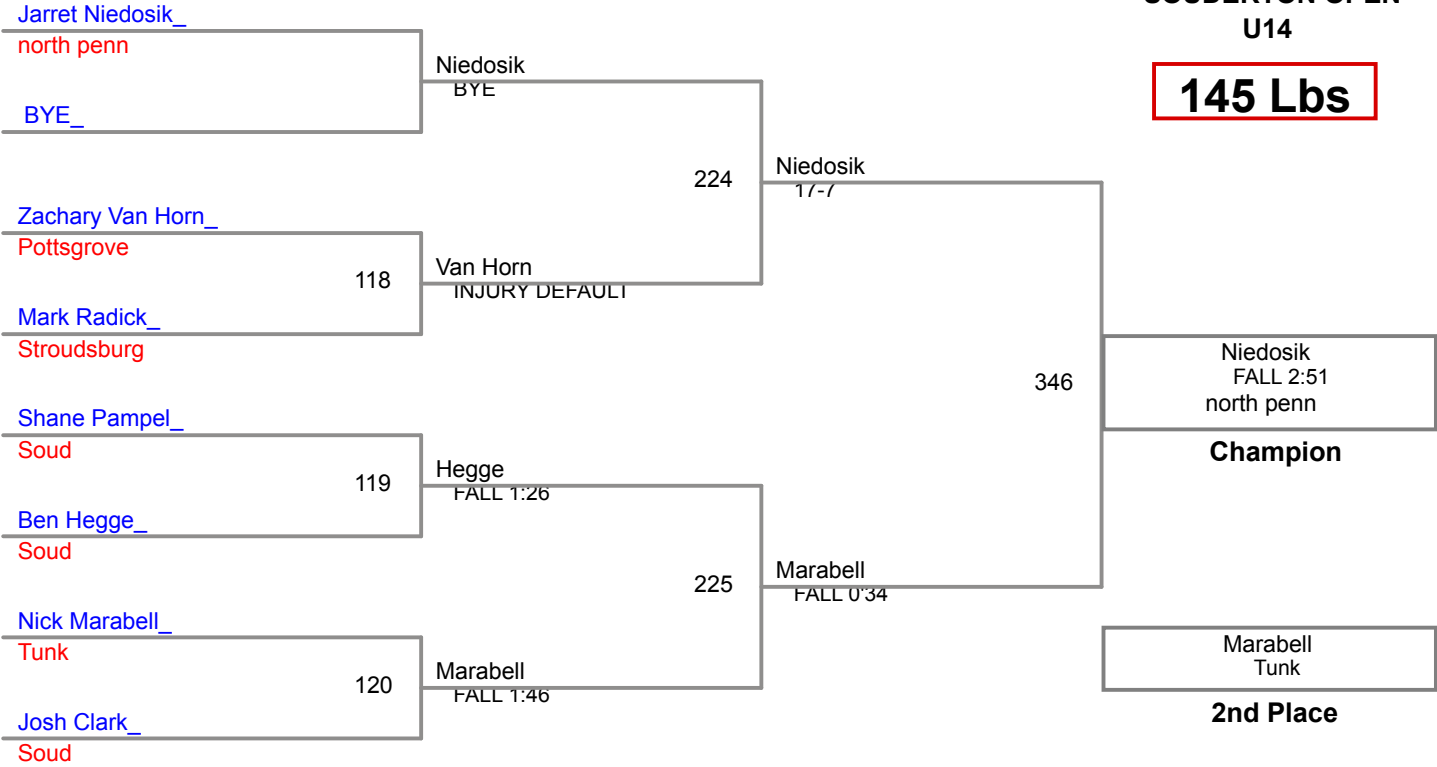 Jarret Niedosik_
north penn
BYE_
Zachary Van Horn_
Pottsgrove
118
Mark Radick_
Stroudsburg
Shane Pampel_
Soud
119
Ben Hegge_
Soud
Nick Marabell_
Tunk
120
Josh Clark_
Soud
Niedosik
BYE
224
Van Horn
INJURY DEFAULT
Hegge
FALL 1:26
225
Marabell
FALL 1:46
Niedosik
17-7
346
Marabell
FALL 0:34
SOUDERTON OPEN
U14
145 Lbs
Niedosik
FALL 2:51
north penn
Champion
Marabell
Tunk
2nd Place